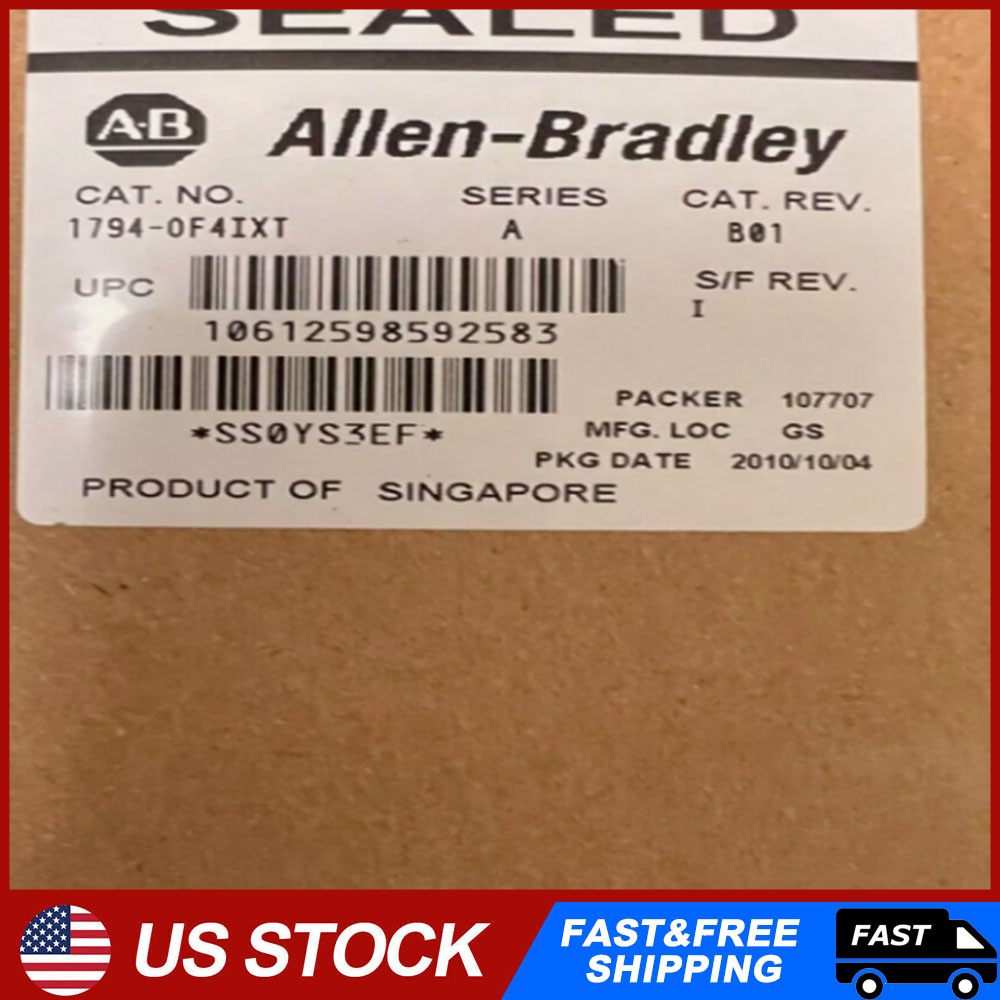 SEALED
A-B Allen-Bradley
CAT. NO. SERIES CAT. REV.
1794-OF4IXT A B01
UPC S/F REV.
I
10612598592583
PACKER 107707
*SS0YS3EF* MFG. LOC GS
PKG DATE 2010/10/04
PRODUCT OF SINGAPORE
US STOCK
FAST&FREE
SHIPPING
FAST